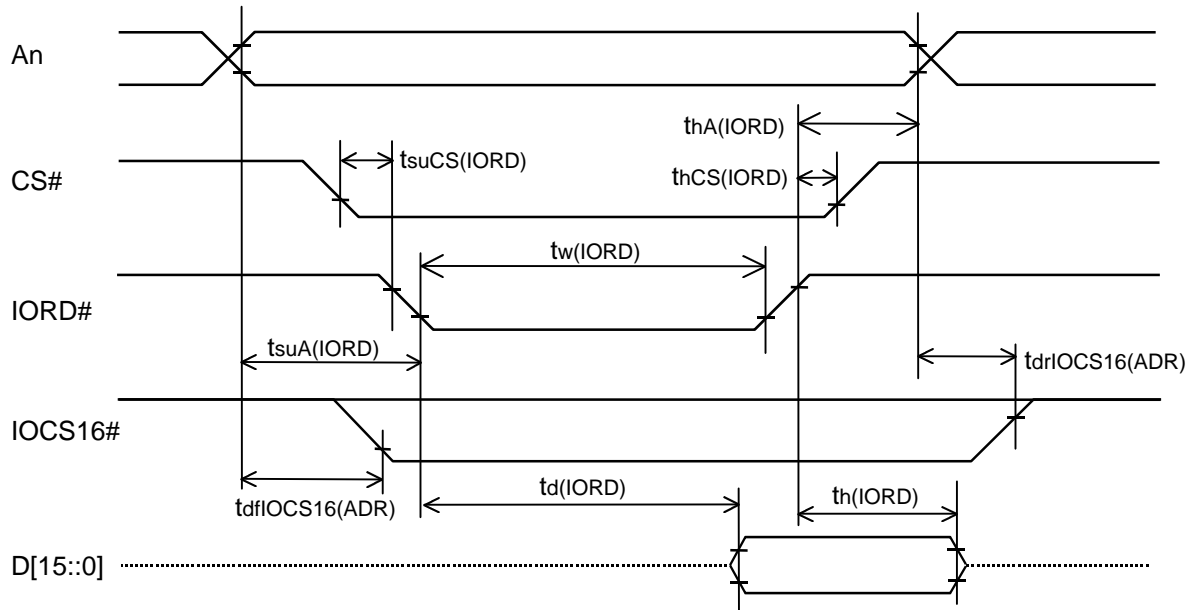 An
thA(IORD)
tsuCS(IORD)
thCS(IORD)
CS#
tw(IORD)
IORD#
tsuA(IORD)
tdrIOCS16(ADR)
IOCS16#
td(IORD)
th(IORD)
tdfIOCS16(ADR)
D[15::0]